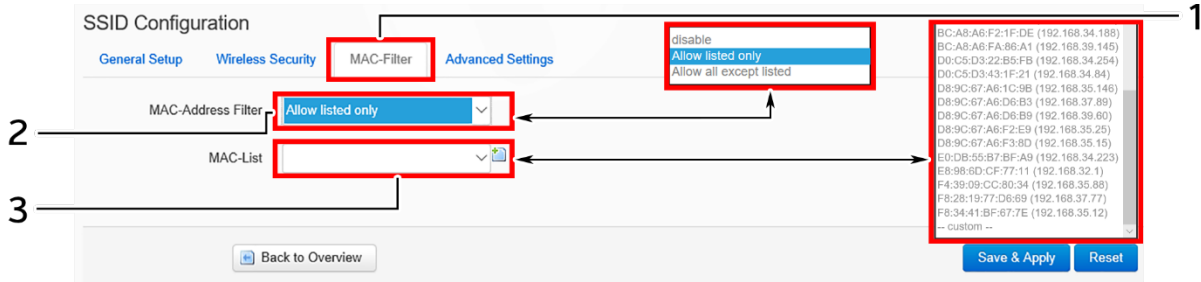 1
SSID Configuration
General Setup Wireless Security MAC-Filter Advanced Settings
disable
Allow listed only
Allow all except listed
BC:A8:A6:F2:1F:DE (192.168.34.188)
BC:A8:A6:FA:86:A1 (192.168.39.145)
D0:C5:D3:22:B5:FB (192.168.34.254)
D0:C5:D3:43:1F:21 (192.168.34.84)
D8:9C:67:A6:1C:9B (192.168.35.146)
D8:9C:67:A6:D6:B3 (192.168.37.89)
D8:9C:67:A6:D6:B9 (192.168.39.60)
D8:9C:67:A6:F2:E9 (192.168.35.25)
D8:9C:67:A6:F3:8D (192.168.35.15)
E0:DB:55:B7:BF:A9 (192.168.34.223)
E8:98:6D:CF:77:11 (192.168.32.1)
F4:39:09:CC:80:34 (192.168.35.88)
F8:28:19:77:D6:69 (192.168.37.77)
F8:34:41:BF:67:7E (192.168.35.12)
-- custom --
2
MAC-Address Filter Allow listed only
MAC-List
3
Back to Overview
Save & Apply Reset